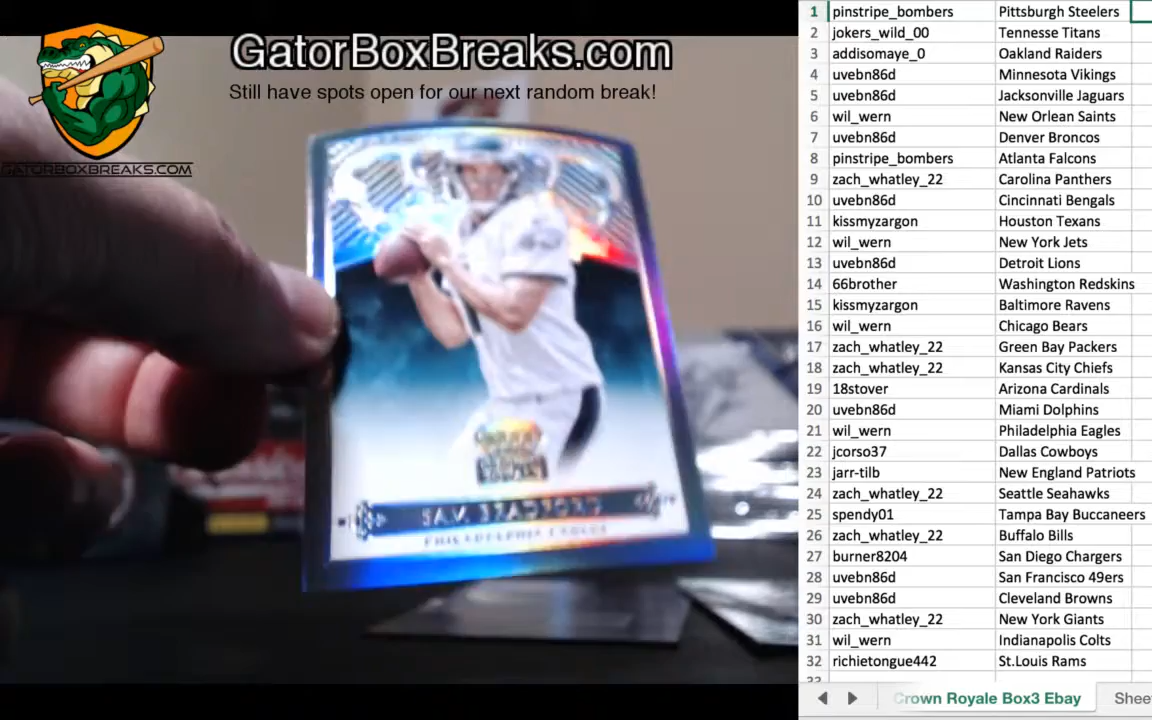 GatorBoxBreaks.com
Still have spots open for our next random break!
GATORBOXBREAKS.COM
SAM BRADFORD
PHILADELPHIA EAGLES
1 pinstripe_bombers Pittsburgh Steelers
2 jokers_wild_00 Tennesse Titans
3 addisomaye_0 Oakland Raiders
4 uvebn86d Minnesota Vikings
5 uvebn86d Jacksonville Jaguars
6 wil_wern New Orlean Saints
7 uvebn86d Denver Broncos
8 pinstripe_bombers Atlanta Falcons
9 zach_whatley_22 Carolina Panthers
10 uvebn86d Cincinnati Bengals
11 kissmyzargon Houston Texans
12 wil_wern New York Jets
13 uvebn86d Detroit Lions
14 66brother Washington Redskins
15 kissmyzargon Baltimore Ravens
16 wil_wern Chicago Bears
17 zach_whatley_22 Green Bay Packers
18 zach_whatley_22 Kansas City Chiefs
19 18stover Arizona Cardinals
20 uvebn86d Miami Dolphins
21 wil_wern Philadelphia Eagles
22 jcorso37 Dallas Cowboys
23 jarr-tilb New England Patriots
24 zach_whatley_22 Seattle Seahawks
25 spendy01 Tampa Bay Buccaneers
26 zach_whatley_22 Buffalo Bills
27 burner8204 San Diego Chargers
28 uvebn86d San Francisco 49ers
29 uvebn86d Cleveland Browns
30 zach_whatley_22 New York Giants
31 wil_wern Indianapolis Colts
32 richietongue442 St.Louis Rams
Crown Royale Box3 Ebay Shee